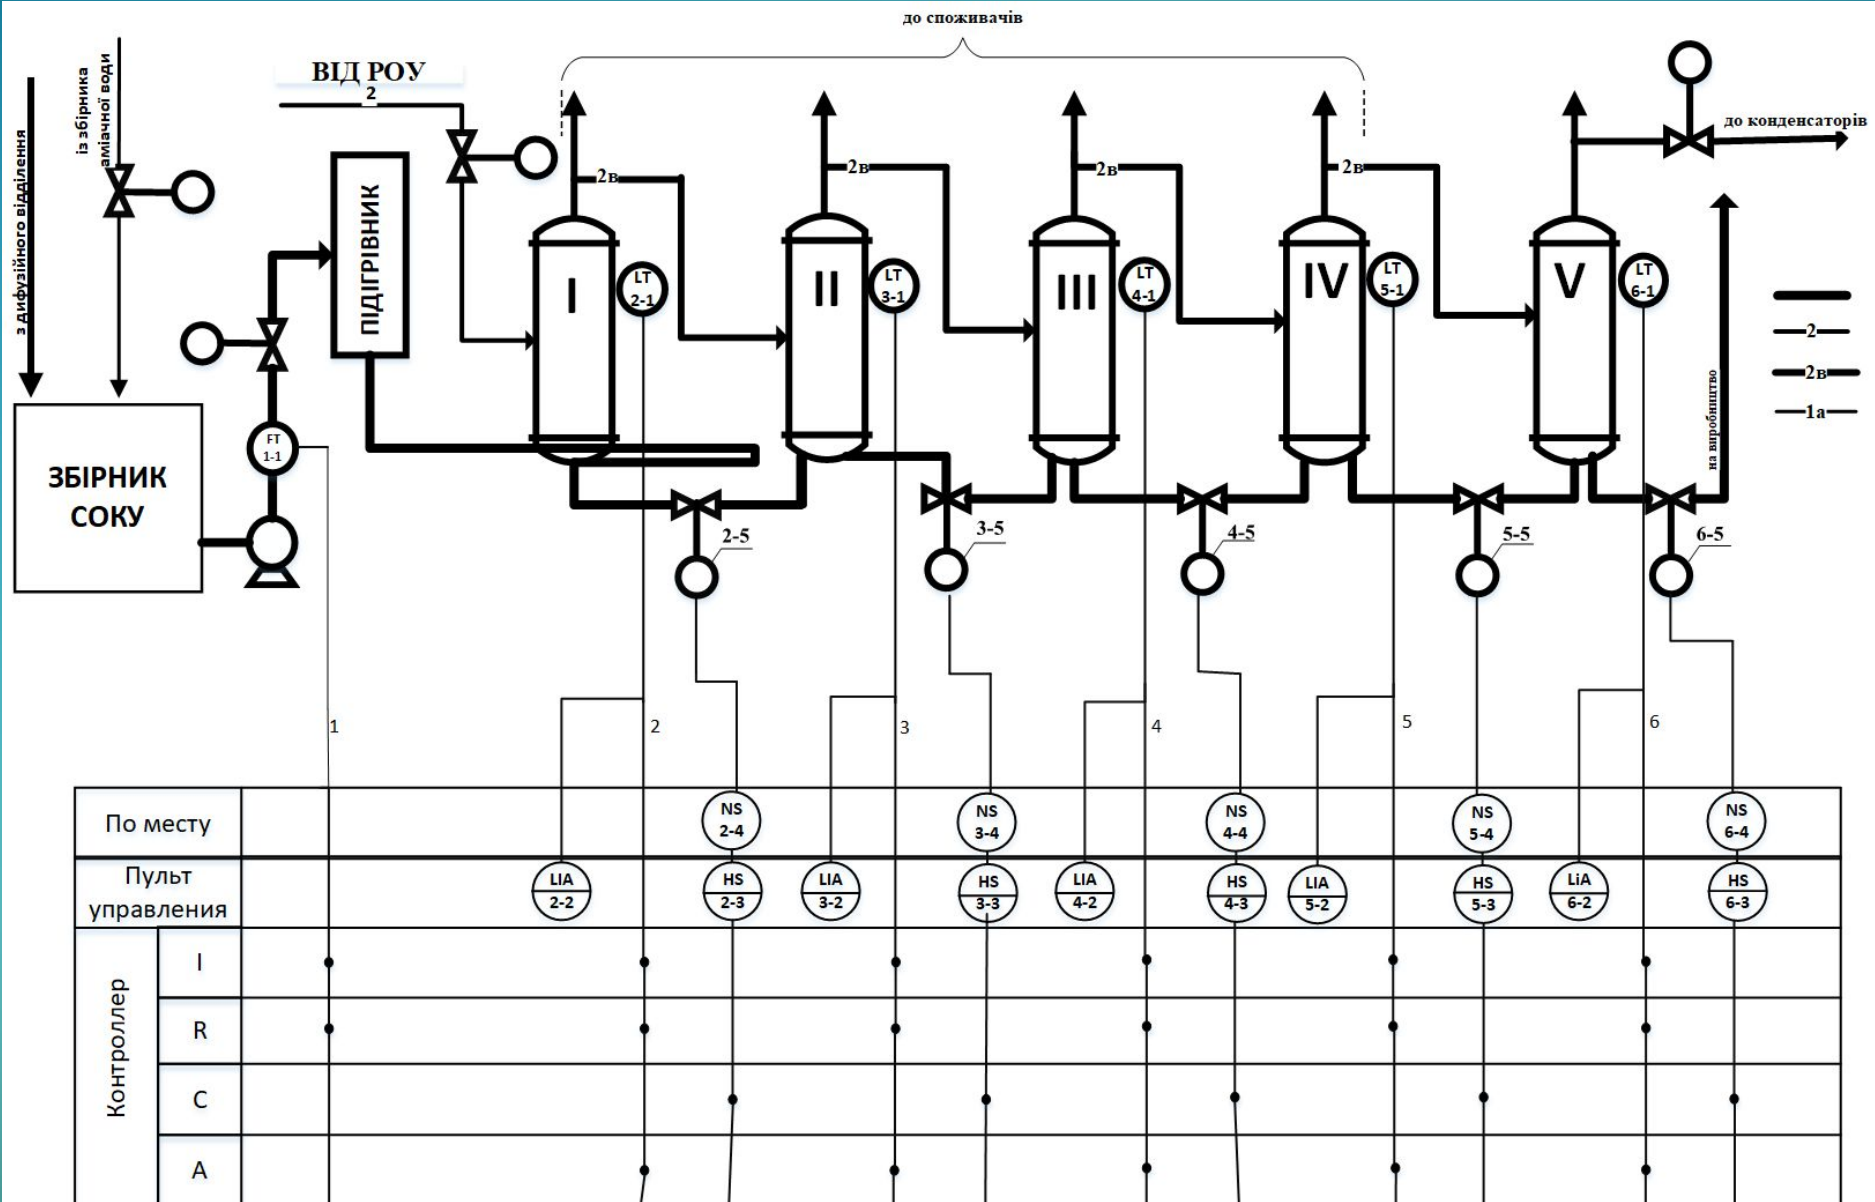 до споживачів
з дифузійного відділення
із збірника
амiачної води
ВІД РОУ
2
2в
2в
2в
2в
до конденсаторів
ПІДІГРІВНИК
I
II
III
IV
V
LT
2-1
LT
3-1
LT
4-1
LT
5-1
LT
6-1
2
2в
1а
на виробництво
FT
1-1
ЗБІРНИК
СОКУ
2-5
3-5
4-5
5-5
6-5
1
2
3
4
5
6
По месту
NS
2-4
NS
3-4
NS
4-4
NS
5-4
NS
6-4
Пульт
управления
LIA
2-2
HS
2-3
LIA
3-2
HS
3-3
LIA
4-2
HS
4-3
LIA
5-2
HS
5-3
LiA
6-2
HS
6-3
Контроллер
I
R
C
A